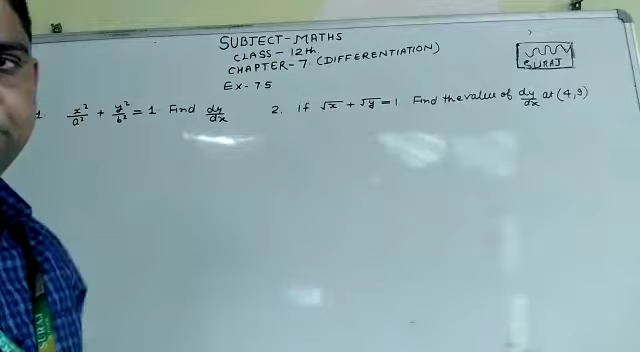 SUBJECT-MATHS
CLASS-12th.
CHAPTER-7 (DIFFERENTIATION)
EX-7.5
SURAJ
1. x²/a² + y²/b² = 1 Find dy/dx
2. If √x + √y = 1 Find the value of dy/dx at (4,9)
SURAJ